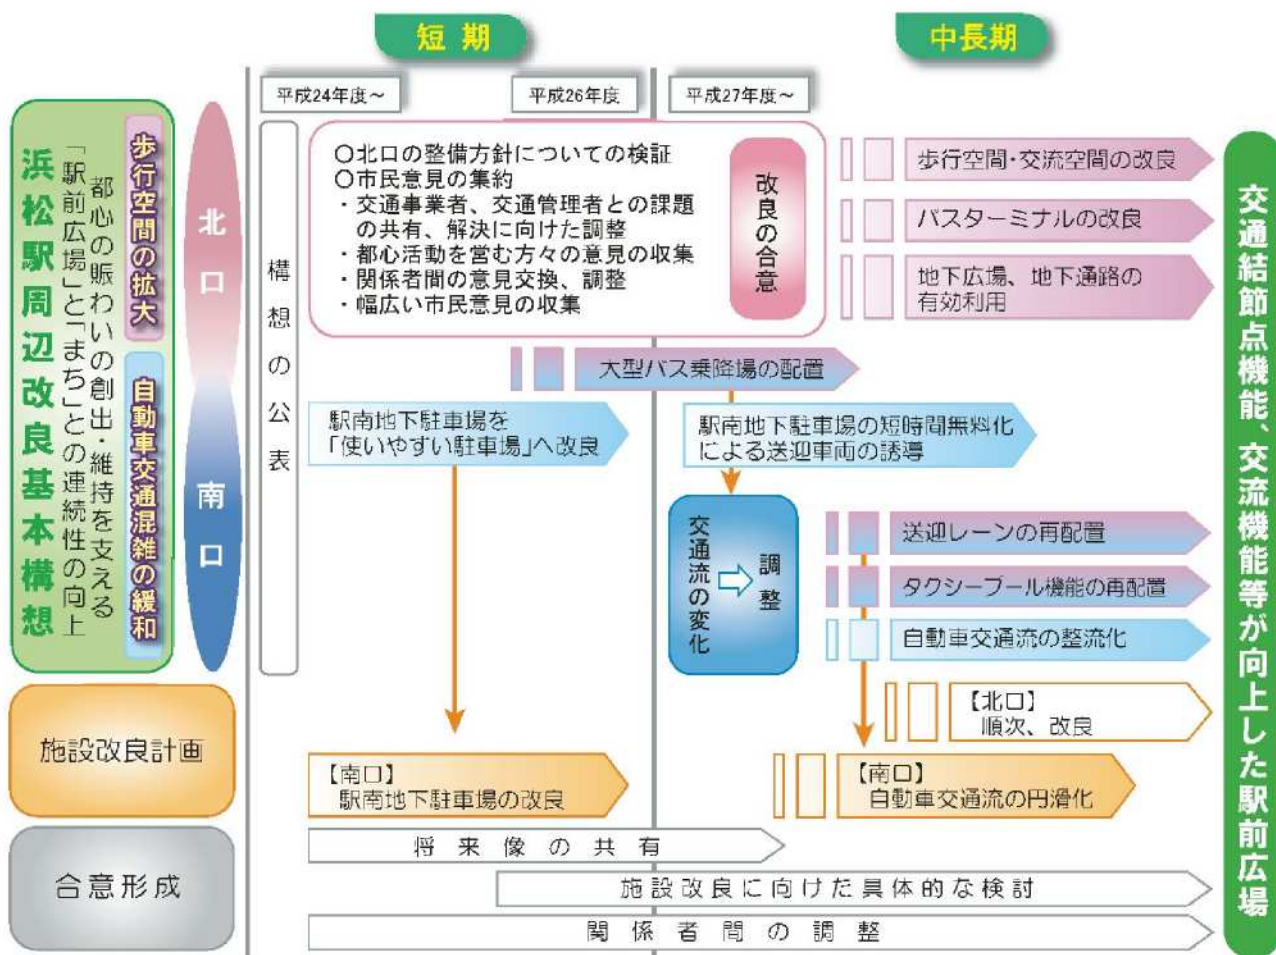 短期
中長期
平成24年度～
平成26年度
平成27年度～
浜松駅周辺改良基本構想
都心の賑わいの創出・維持を支える
「駅前広場」と「まち」との連続性の向上
歩行空間の拡大
自動車交通混雑の緩和
北口
南口
構想の公表
○北口の整備方針についての検証
○市民意見の集約
・交通事業者、交通管理者との課題
の共有、解決に向けた調整
・都心活動を営む方々の意見の収集
・関係者間の意見交換、調整
・幅広い市民意見の収集
改良の合意
歩行空間・交流空間の改良
バスターミナルの改良
地下広場、地下通路の
有効利用
大型バス乗降場の配置
駅南地下駐車場を
「使いやすい駐車場」へ改良
駅南地下駐車場の短時間無料化
による送迎車両の誘導
交通流の変化
調整
送迎レーンの再配置
タクシープール機能の再配置
自動車交通流の整流化
施設改良計画
【北口】
順次、改良
【南口】
駅南地下駐車場の改良
【南口】
自動車交通流の円滑化
合意形成
将来像の共有
施設改良に向けた具体的な検討
関係者間の調整
交通結節点機能、交流機能等が向上した駅前広場